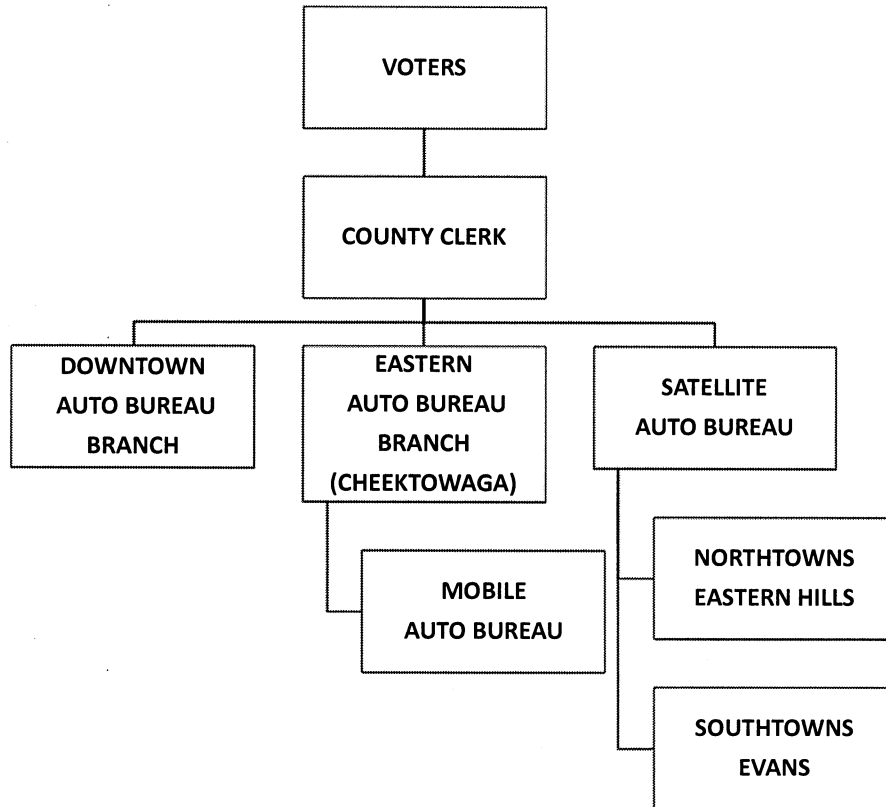 VOTERS
COUNTY CLERK
DOWNTOWN
AUTO BUREAU
BRANCH
EASTERN
AUTO BUREAU
BRANCH
(CHEEKTOWAGA)
SATELLITE
AUTO BUREAU
MOBILE
AUTO BUREAU
NORTHTOWNS
EASTERN HILLS
SOUTHTOWNS
EVANS